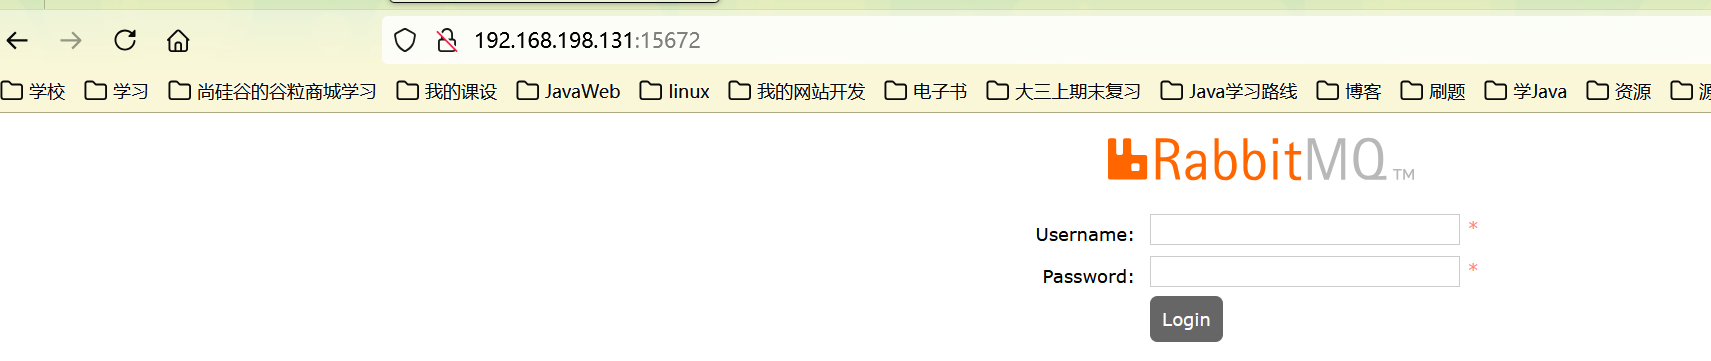 192.168.198.131:15672
学校 学习 尚硅谷的谷粒商城学习 我的课设 JavaWeb linux 我的网站开发 电子书 大三上期末复习 Java学习路线 博客 刷题 学Java 资源 源
RabbitMQ TM
Username: *
Password: *
Login